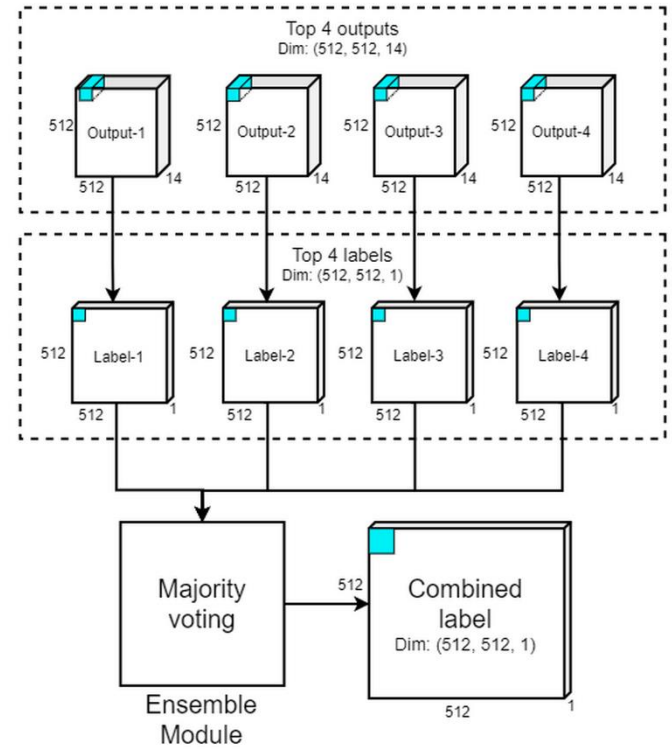 Top 4 outputs
Dim: (512, 512, 14)
512
Output-1
512
14
512
Output-2
512
14
512
Output-3
512
14
512
Output-4
512
14
Top 4 labels
Dim: (512, 512, 1)
512
Label-1
512
1
512
Label-2
512
1
512
Label-3
512
1
512
Label-4
512
1
Majority
voting
Ensemble
Module
512
Combined
label
Dim: (512, 512, 1)
512
1